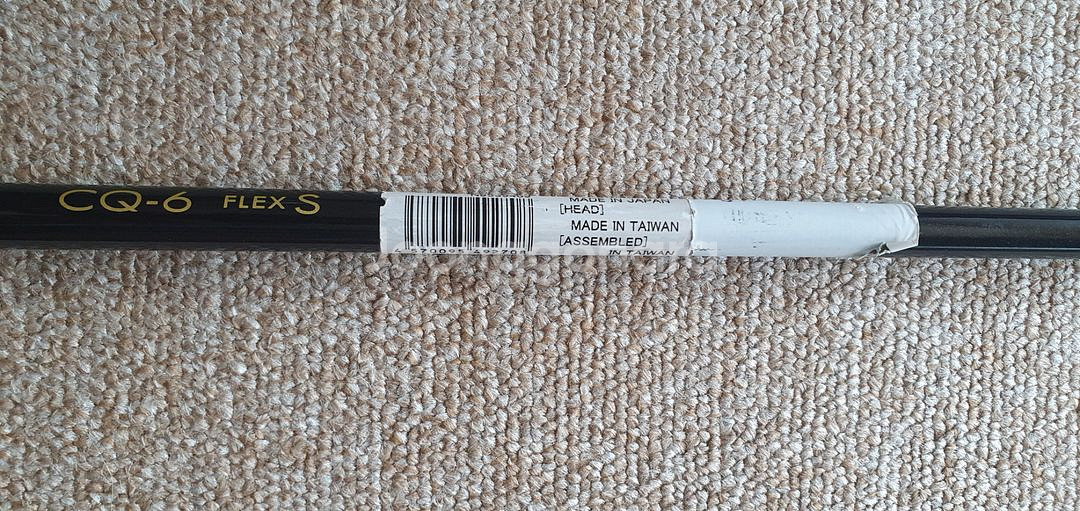 CQ-6 FLEX S
MADE IN JAPAN
[HEAD]
MADE IN TAIWAN
[ASSEMBLED]
IN TAIWAN